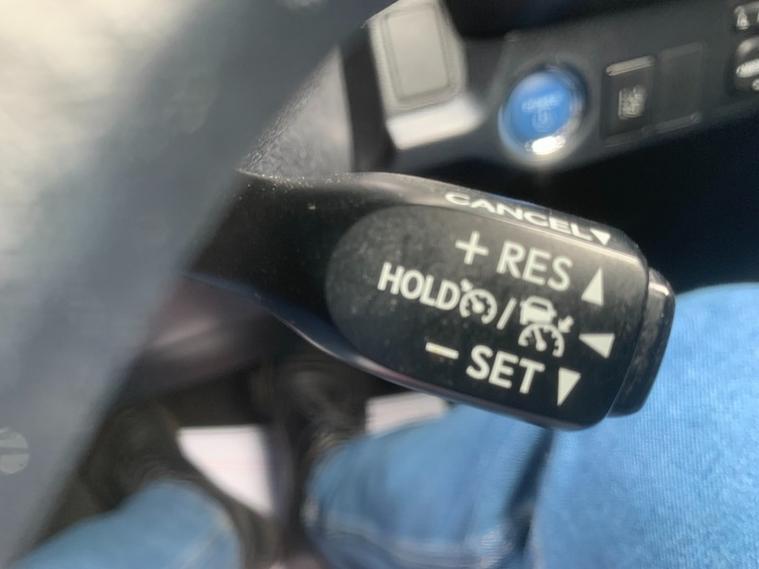 CANCEL▼
+ RES ▲
HOLD / ◀
− SET ▼